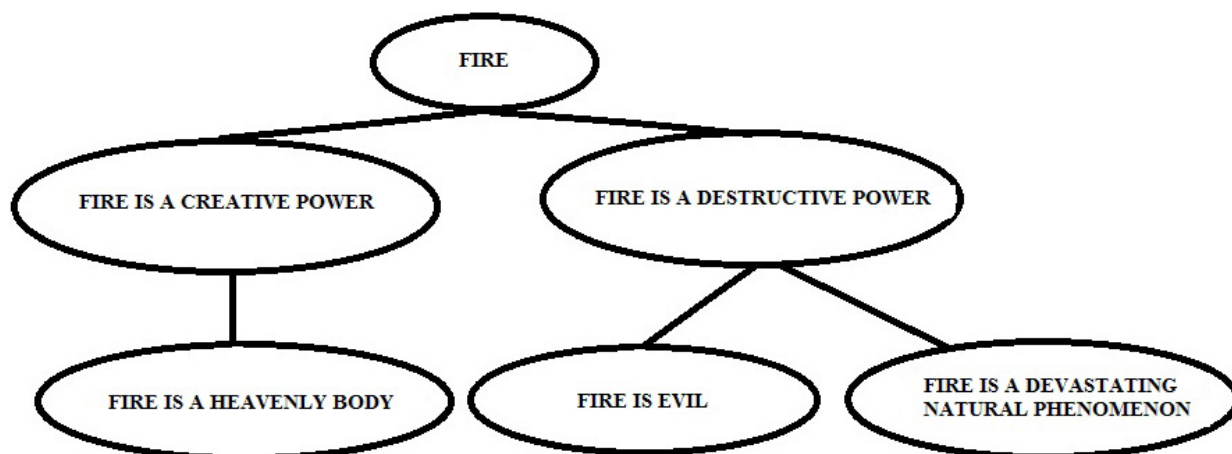 FIRE
FIRE IS A CREATIVE POWER
FIRE IS A DESTRUCTIVE POWER
FIRE IS A HEAVENLY BODY
FIRE IS EVIL
FIRE IS A DEVASTATING
NATURAL PHENOMENON